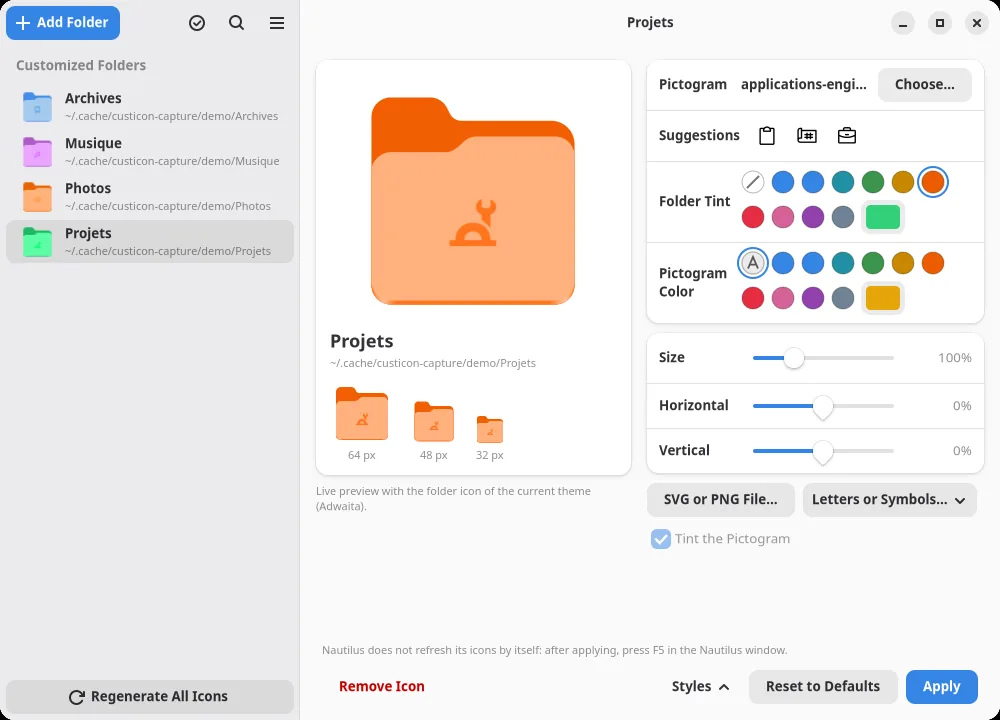 Add Folder
Projets
Customized Folders
Archives
~/.cache/custicon-capture/demo/Archives
Musique
~/.cache/custicon-capture/demo/Musique
Photos
~/.cache/custicon-capture/demo/Photos
Projets
~/.cache/custicon-capture/demo/Projets
Regenerate All Icons
Projets
~/.cache/custicon-capture/demo/Projets
64 px
48 px
32 px
Live preview with the folder icon of the current theme
(Adwaita).
Pictogram applications-engi... Choose...
Suggestions
Folder Tint
Pictogram
Color
A
Size 100%
Horizontal 0%
Vertical 0%
SVG or PNG File...
Letters or Symbols...
Tint the Pictogram
Nautilus does not refresh its icons by itself: after applying, press F5 in the Nautilus window.
Remove Icon
Styles
Reset to Defaults
Apply